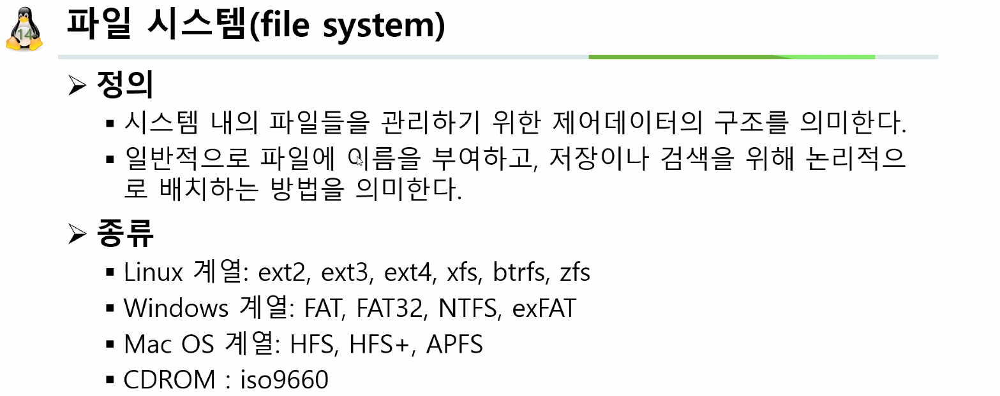 14
파일 시스템(file system)
정의
시스템 내의 파일들을 관리하기 위한 제어데이터의 구조를 의미한다.
일반적으로 파일에 이름을 부여하고, 저장이나 검색을 위해 논리적으
로 배치하는 방법을 의미한다.
종류
Linux 계열: ext2, ext3, ext4, xfs, btrfs, zfs
Windows 계열: FAT, FAT32, NTFS, exFAT
Mac OS 계열: HFS, HFS+, APFS
CDROM : iso9660